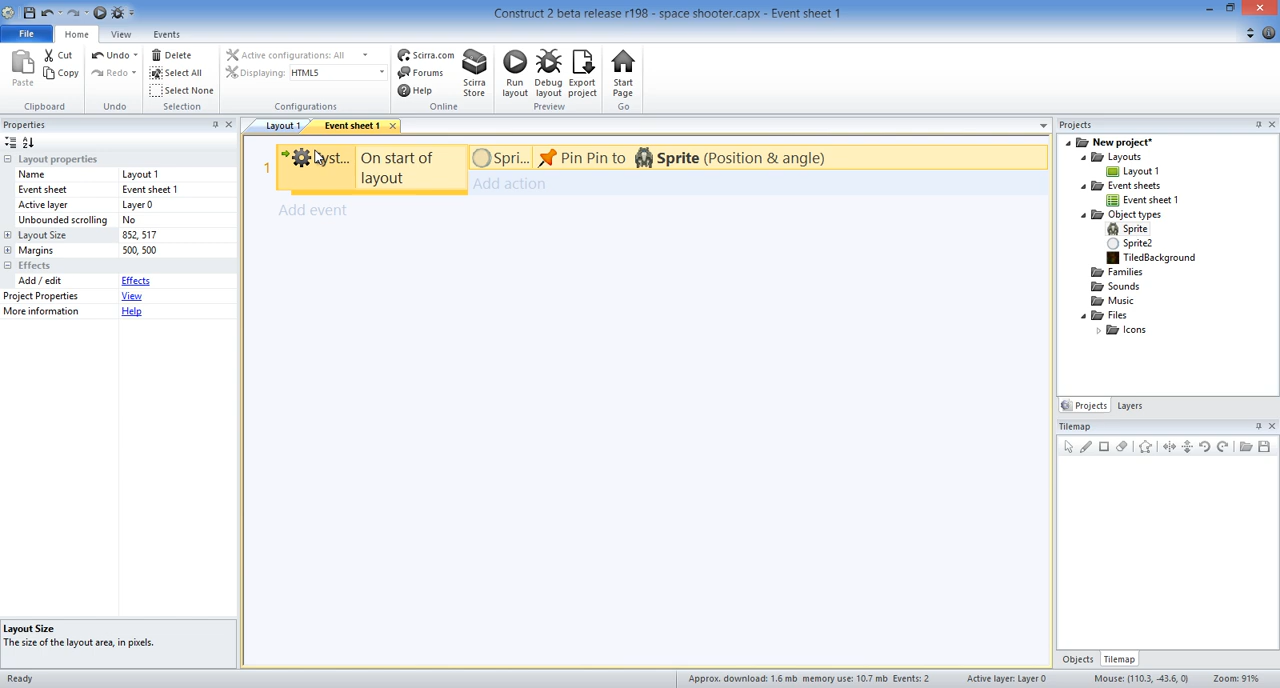 Construct 2 beta release r198 - space shooter.capx - Event sheet 1
File Home View Events
Paste
Cut
Copy
Clipboard
Undo
Redo
Undo
Delete
Select All
Select None
Selection
Active configurations: All
Displaying: HTML5
Configurations
Scirra.com
Forums
Help
Scirra Store
Online
Run layout
Debug layout
Export project
Preview
Start Page
Go
Properties
Layout properties
Name Layout 1
Event sheet Event sheet 1
Active layer Layer 0
Unbounded scrolling No
Layout Size 852, 517
Margins 500, 500
Effects
Add / edit Effects
Project Properties View
More information Help
Layout Size
The size of the layout area, in pixels.
Layout 1 Event sheet 1
1 yst... On start of layout
Spri... Pin Pin to Sprite (Position & angle)
Add action
Add event
Projects
New project*
Layouts
Layout 1
Event sheets
Event sheet 1
Object types
Sprite
Sprite2
TiledBackground
Families
Sounds
Music
Files
Icons
Projects Layers
Tilemap
Objects Tilemap
Ready
Approx. download: 1.6 mb memory use: 10.7 mb Events: 2
Active layer: Layer 0
Mouse: (110.3, -43.6, 0)
Zoom: 91%